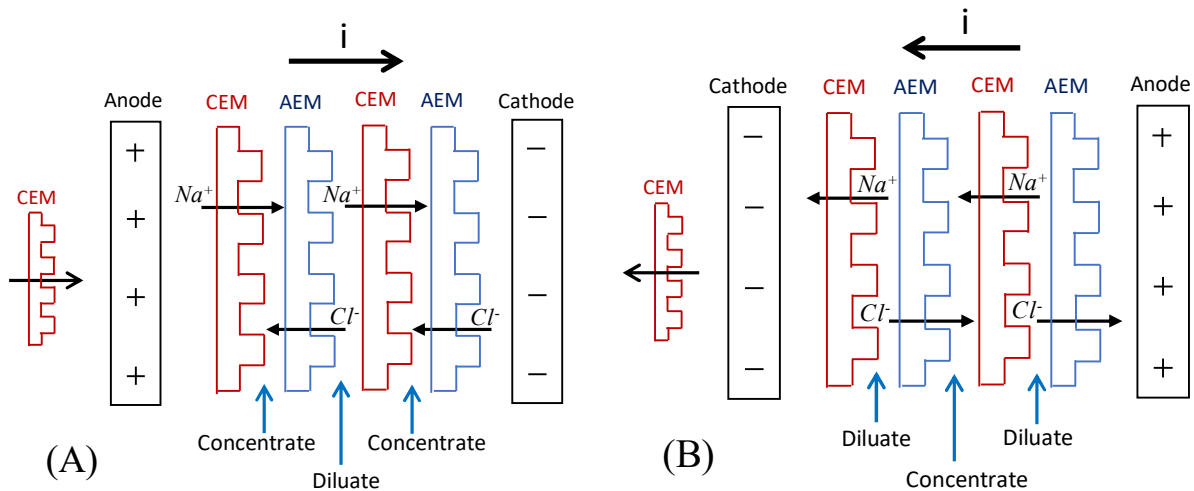 i
Anode
CEM
AEM
CEM
AEM
Cathode
CEM
+
+
+
+
−
−
−
−
Na⁺
Na⁺
Cl⁻
Cl⁻
Concentrate
Concentrate
Diluate
(A)
i
Cathode
CEM
AEM
CEM
AEM
Anode
CEM
−
−
−
−
+
+
+
+
Na⁺
Na⁺
Cl⁻
Cl⁻
Diluate
Diluate
Concentrate
(B)